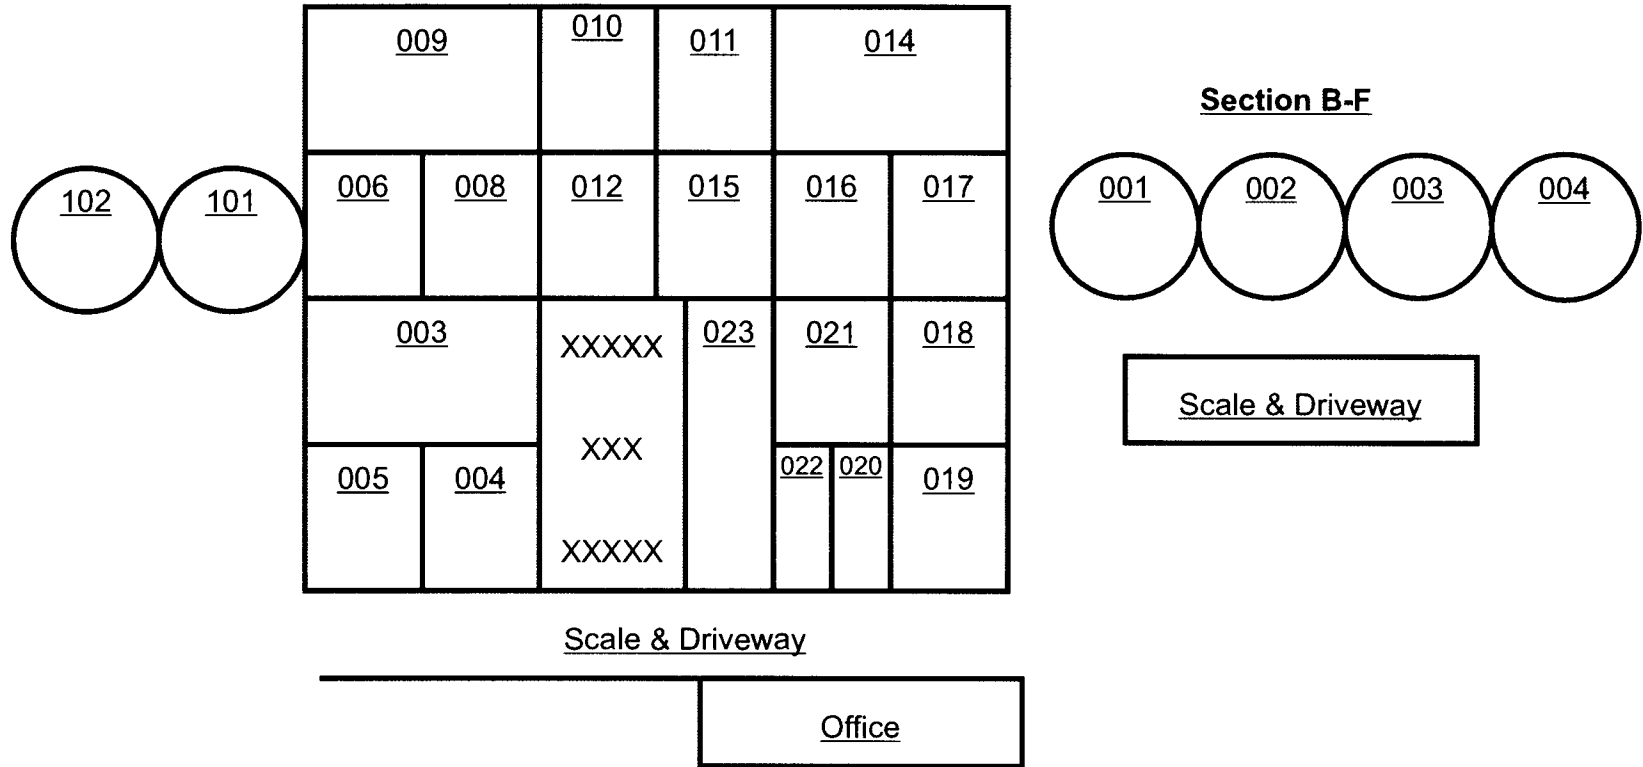 009 010 011 014
Section B-F
102 101 006 008 012 015 016 017 001 002 003 004
003 XXXXX 023 021 018
Scale & Driveway
XXX
005 004 022 020 019
XXXXX
Scale & Driveway
Office